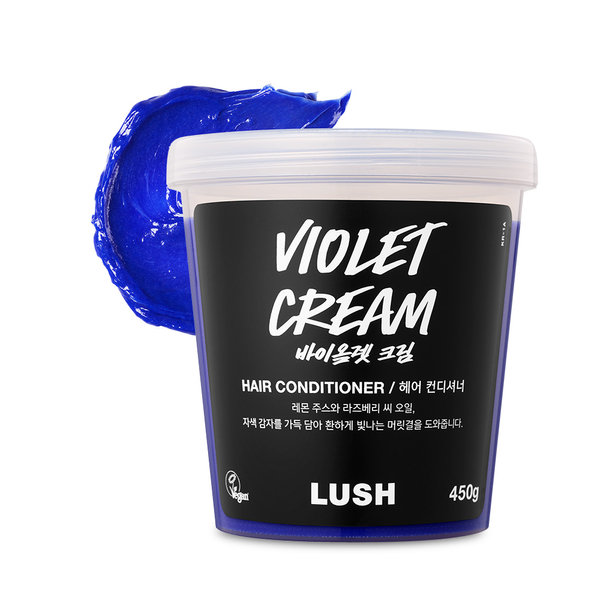 VIOLET
CREAM
바이올렛 크림
HAIR CONDITIONER / 헤어 컨디셔너
레몬 주스와 라즈베리 씨 오일,
자색 감자를 가득 담아 환하게 빛나는 머릿결을 도와줍니다.
Vegan
LUSH
450g